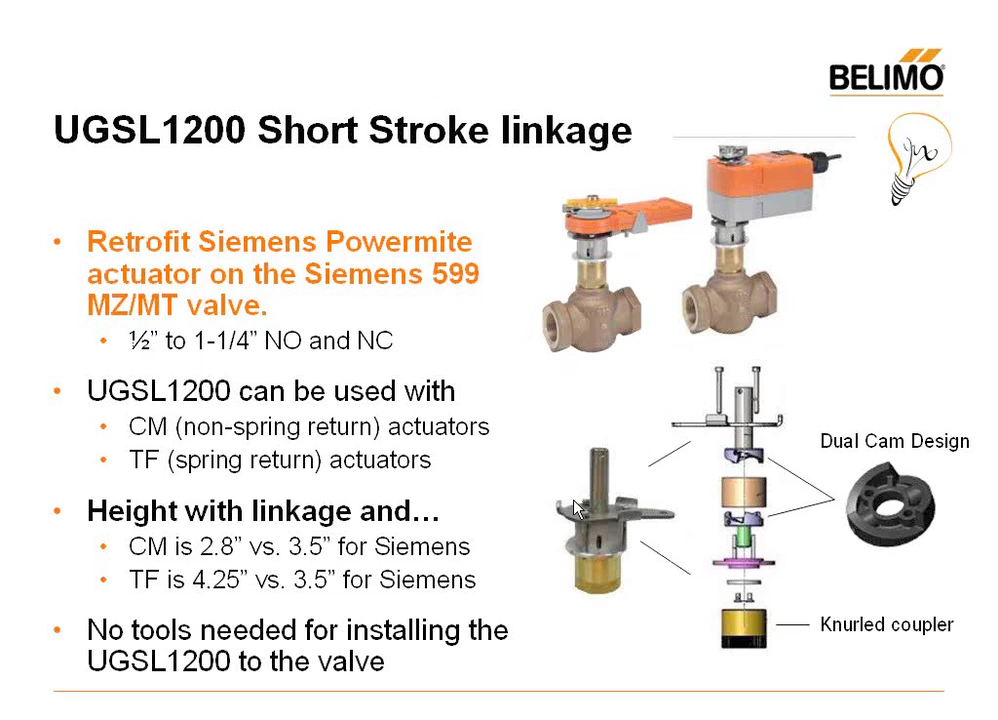 BELIMO®
UGSL1200 Short Stroke linkage
• Retrofit Siemens Powermite
actuator on the Siemens 599
MZ/MT valve.
• ½” to 1-1/4” NO and NC
• UGSL1200 can be used with
• CM (non-spring return) actuators
• TF (spring return) actuators
• Height with linkage and…
• CM is 2.8” vs. 3.5” for Siemens
• TF is 4.25” vs. 3.5” for Siemens
• No tools needed for installing the
UGSL1200 to the valve
Dual Cam Design
Knurled coupler